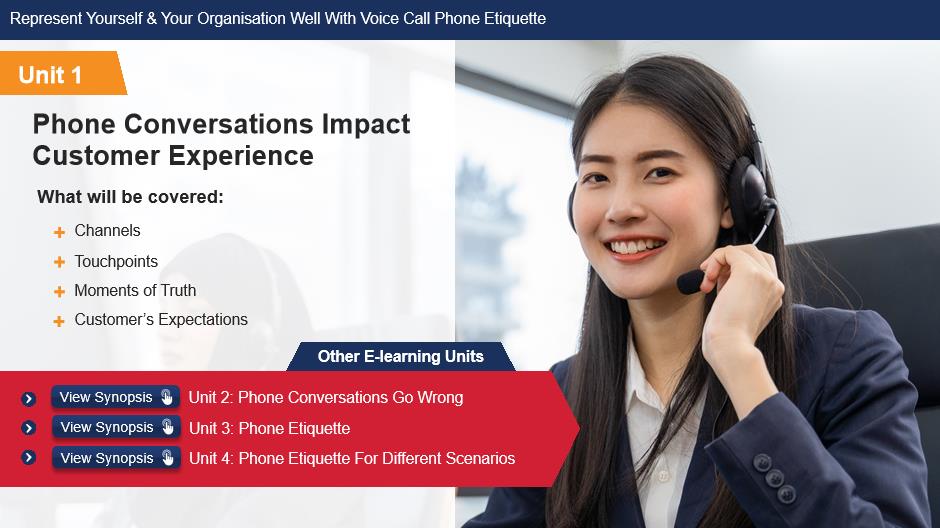 Represent Yourself & Your Organisation Well With Voice Call Phone Etiquette
Unit 1
Phone Conversations Impact
Customer Experience
What will be covered:
Channels
Touchpoints
Moments of Truth
Customer’s Expectations
Other E-learning Units
View Synopsis Unit 2: Phone Conversations Go Wrong
View Synopsis Unit 3: Phone Etiquette
View Synopsis Unit 4: Phone Etiquette For Different Scenarios